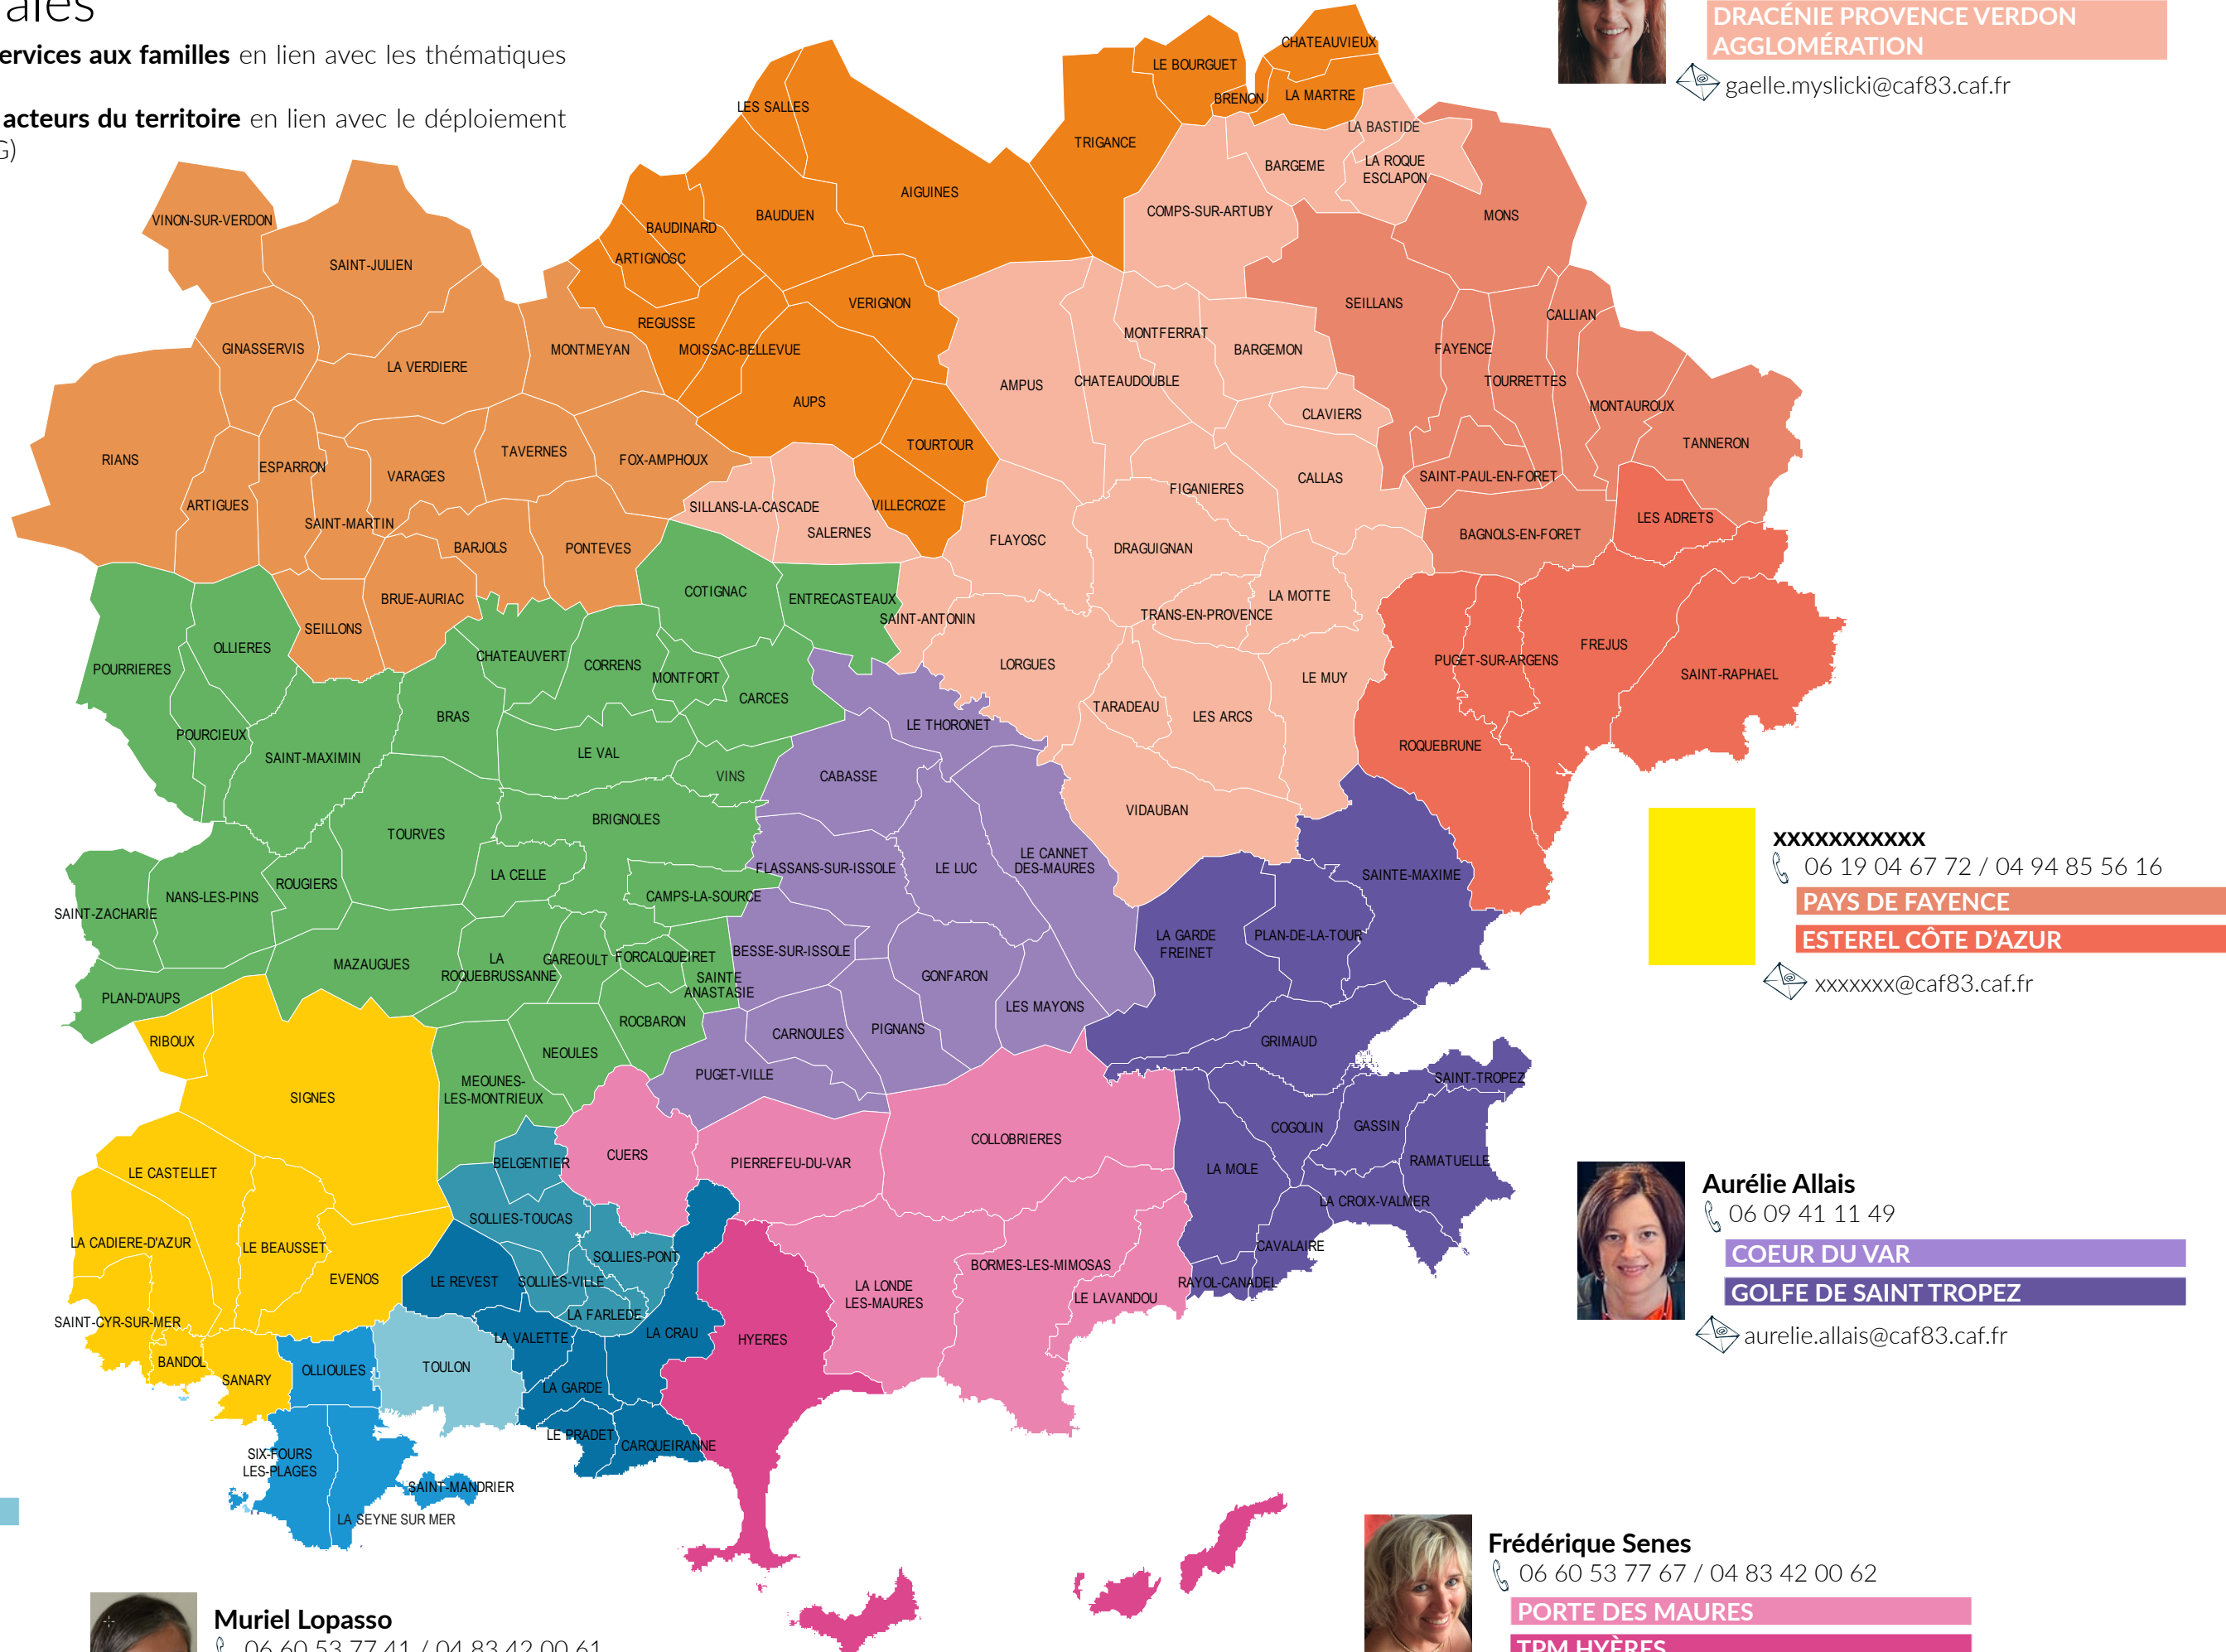 ales
ervices aux familles en lien avec les thématiques
acteurs du territoire en lien avec le déploiement
G)
DRACÉNIE PROVENCE VERDON
AGGLOMÉRATION
gaelle.myslicki@caf83.caf.fr
CHATEAUVIEUX
LE BOURGUET
BRENON
LA MARTRE
LES SALLES
LA BASTIDE
TRIGANCE
BARGEME
LA ROQUE
ESCLAPON
AIGUINES
COMPS-SUR-ARTUBY
MONS
BAUDUEN
VINON-SUR-VERDON
BAUDINARD
ARTIGNOSC
SAINT-JULIEN
VERIGNON
SEILLANS
CALLIAN
REGUSSE
MONTFERRAT
GINASSERVIS
MONTMEYAN
MOISSAC-BELLEVUE
BARGEMON
FAYENCE
LA VERDIERE
AMPUS
CHATEAUDOUBLE
TOURRETTES
AUPS
MONTAUROUX
CLAVIERS
TANNERON
TOURTOUR
TAVERNES
RIANS
ESPARRON
FOX-AMPHOUX
VARAGES
CALLAS
SAINT-PAUL-EN-FORET
FIGANIERES
ARTIGUES
SILLANS-LA-CASCADE
VILLECROZE
SAINT-MARTIN
LES ADRETS
SALERNES
BAGNOLS-EN-FORET
BARJOLS
PONTEVES
FLAYOSC
DRAGUIGNAN
COTIGNAC
ENTRECASTEAUX
BRUE-AURIAC
LA MOTTE
SAINT-ANTONIN
TRANS-EN-PROVENCE
SEILLONS
OLLIERES
FREJUS
POURRIERES
CHATEAUVERT
CORRENS
MONTFORT
LORGUES
PUGET-SUR-ARGENS
LE MUY
SAINT-RAPHAEL
CARCES
TARADEAU
BRAS
LES ARCS
LE THORONET
POURCIEUX
ROQUEBRUNE
SAINT-MAXIMIN
LE VAL
VINS
CABASSE
VIDAUBAN
BRIGNOLES
TOURVES
LE CANNET
DES-MAURES
FLASSANS-SUR-ISSOLE
LE LUC
SAINTE-MAXIME
LA CELLE
ROUGIERS
NANS-LES-PINS
CAMPS-LA-SOURCE
SAINT-ZACHARIE
LA GARDE
FREINET
PLAN-DE-LA-TOUR
BESSE-SUR-ISSOLE
MAZAUGUES
LA
ROQUEBRUSSANNE
GAREOULT
FORCALQUEIRET
SAINTE
ANASTASIE
GONFARON
PLAN-D'AUPS
LES MAYONS
ROCBARON
CARNOULES
PIGNANS
RIBOUX
GRIMAUD
NEOULES
PUGET-VILLE
SAINT-TROPEZ
MEOUNES-
LES-MONTRIEUX
SIGNES
COGOLIN
GASSIN
COLLOBRIERES
CUERS
BELGENTIER
PIERREFEU-DU-VAR
RAMATUELLE
LE CASTELLET
LA MOLE
LA CROIX-VALMER
SOLLIES-TOUCAS
LA CADIERE-D'AZUR
LE BEAUSSET
CAVALAIRE
SOLLIES-PONT
BORMES-LES-MIMOSAS
EVENOS
LE REVEST
SOLLIES-VILLE
RAYOL-CANADEL
LA LONDE
LES-MAURES
LE LAVANDOU
LA FARLEDE
SAINT-CYR-SUR-MER
LA VALETTE
LA CRAU
HYERES
BANDOL
OLLIOULES
TOULON
SANARY
LA GARDE
LE PRADET
CARQUEIRANNE
SIX-FOURS
LES-PLAGES
SAINT-MANDRIER
LA SEYNE SUR MER
xxxxxxxxxxx
06 19 04 67 72 / 04 94 85 56 16
PAYS DE FAYENCE
ESTEREL CÔTE D'AZUR
xxxxxxx@caf83.caf.fr
Aurélie Allais
06 09 41 11 49
COEUR DU VAR
GOLFE DE SAINT TROPEZ
aurelie.allais@caf83.caf.fr
Frédérique Senes
06 60 53 77 67 / 04 83 42 00 62
PORTE DES MAURES
TPM HYÈRES
Muriel Lopasso
06 60 53 77 41 / 04 83 42 00 61